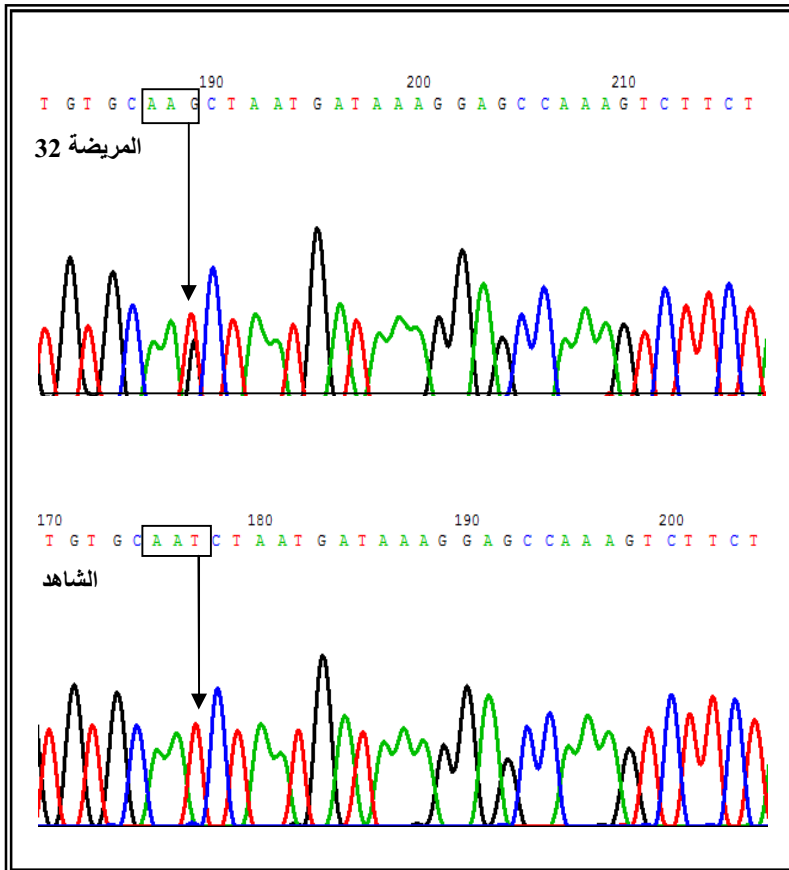 190 200 210
T G T G C A A G C T A A T G A T A A A G G A G C C A A A G T C T T C T
المريضة 32
170 180 190 200
T G T G C A A T C T A A T G A T A A A G G A G C C A A A G T C T T C T
الشاهد